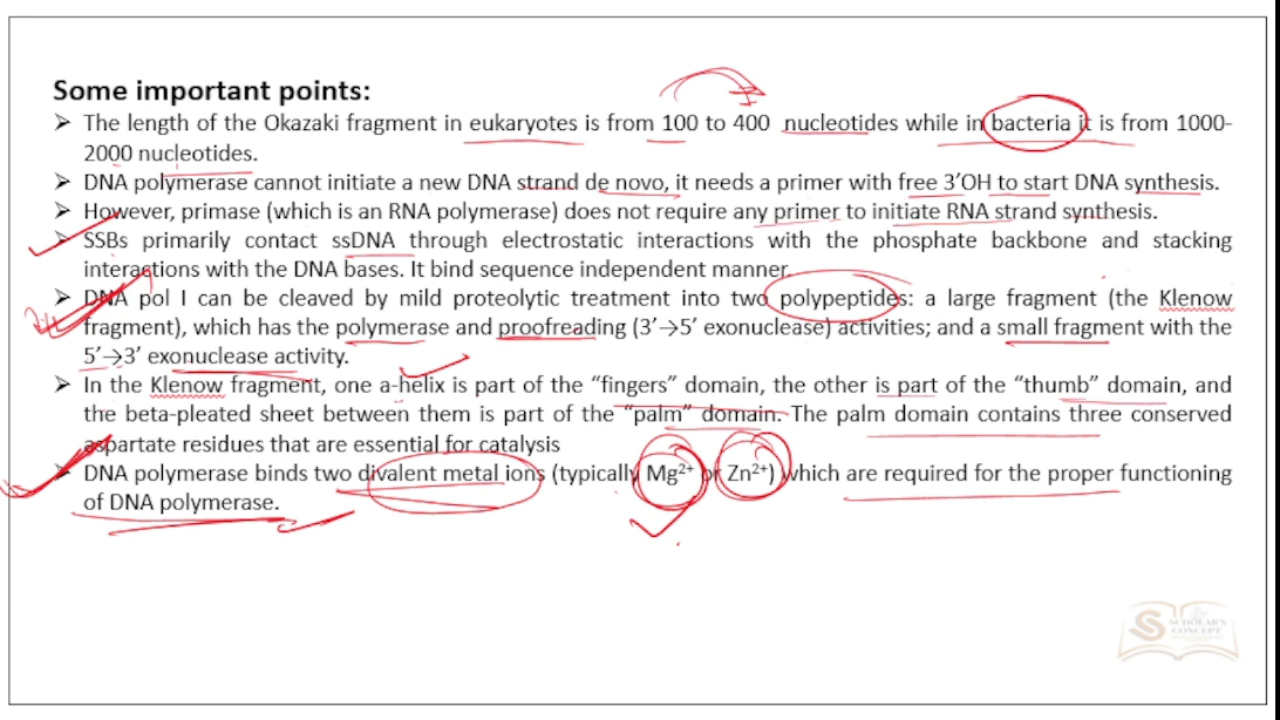 Some important points:
➢ The length of the Okazaki fragment in eukaryotes is from 100 to 400 nucleotides while in bacteria it is from 1000-
2000 nucleotides.
➢ DNA polymerase cannot initiate a new DNA strand de novo, it needs a primer with free 3’OH to start DNA synthesis.
➢ However, primase (which is an RNA polymerase) does not require any primer to initiate RNA strand synthesis.
➢ SSBs primarily contact ssDNA through electrostatic interactions with the phosphate backbone and stacking
interactions with the DNA bases. It bind sequence independent manner.
➢ DNA pol I can be cleaved by mild proteolytic treatment into two polypeptides: a large fragment (the Klenow
fragment), which has the polymerase and proofreading (3’→5’ exonuclease) activities; and a small fragment with the
5’→3’ exonuclease activity.
➢ In the Klenow fragment, one a-helix is part of the “fingers” domain, the other is part of the “thumb” domain, and
the beta-pleated sheet between them is part of the “palm” domain. The palm domain contains three conserved
aspartate residues that are essential for catalysis
➢ DNA polymerase binds two divalent metal ions (typically Mg²⁺ or Zn²⁺) which are required for the proper functioning
of DNA polymerase.
SCHOLAR'S
CONCEPT